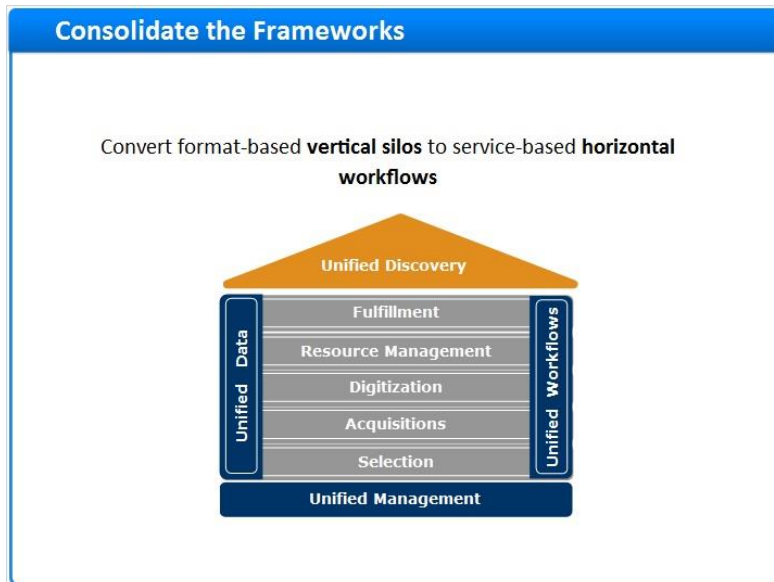 Consolidate the Frameworks
Convert format-based vertical silos to service-based horizontal
workflows
Unified Discovery
Unified Data
Fulfillment
Resource Management
Digitization
Acquisitions
Selection
Unified Workflows
Unified Management